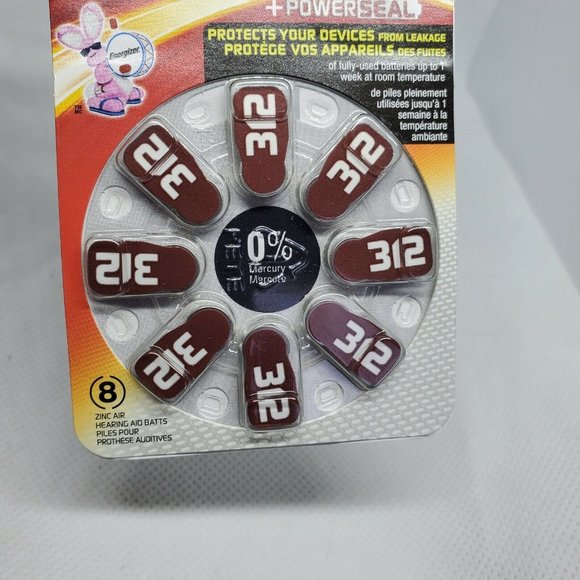 +POWERSEAL
PROTECTS YOUR DEVICES FROM LEAKAGE
PROTÈGE VOS APPAREILS DES FUITES
of fully-used batteries up to 1
week at room temperature
de piles pleinement
utilisées jusqu'à 1
semaine à la
température
ambiante
Energizer
TM
MC
312
312
312
312
312
312
312
312
0%
Mercury
Mercure
8
ZINC AIR
HEARING AID BATTS
PILES POUR
PROTHÈSE AUDITIVES